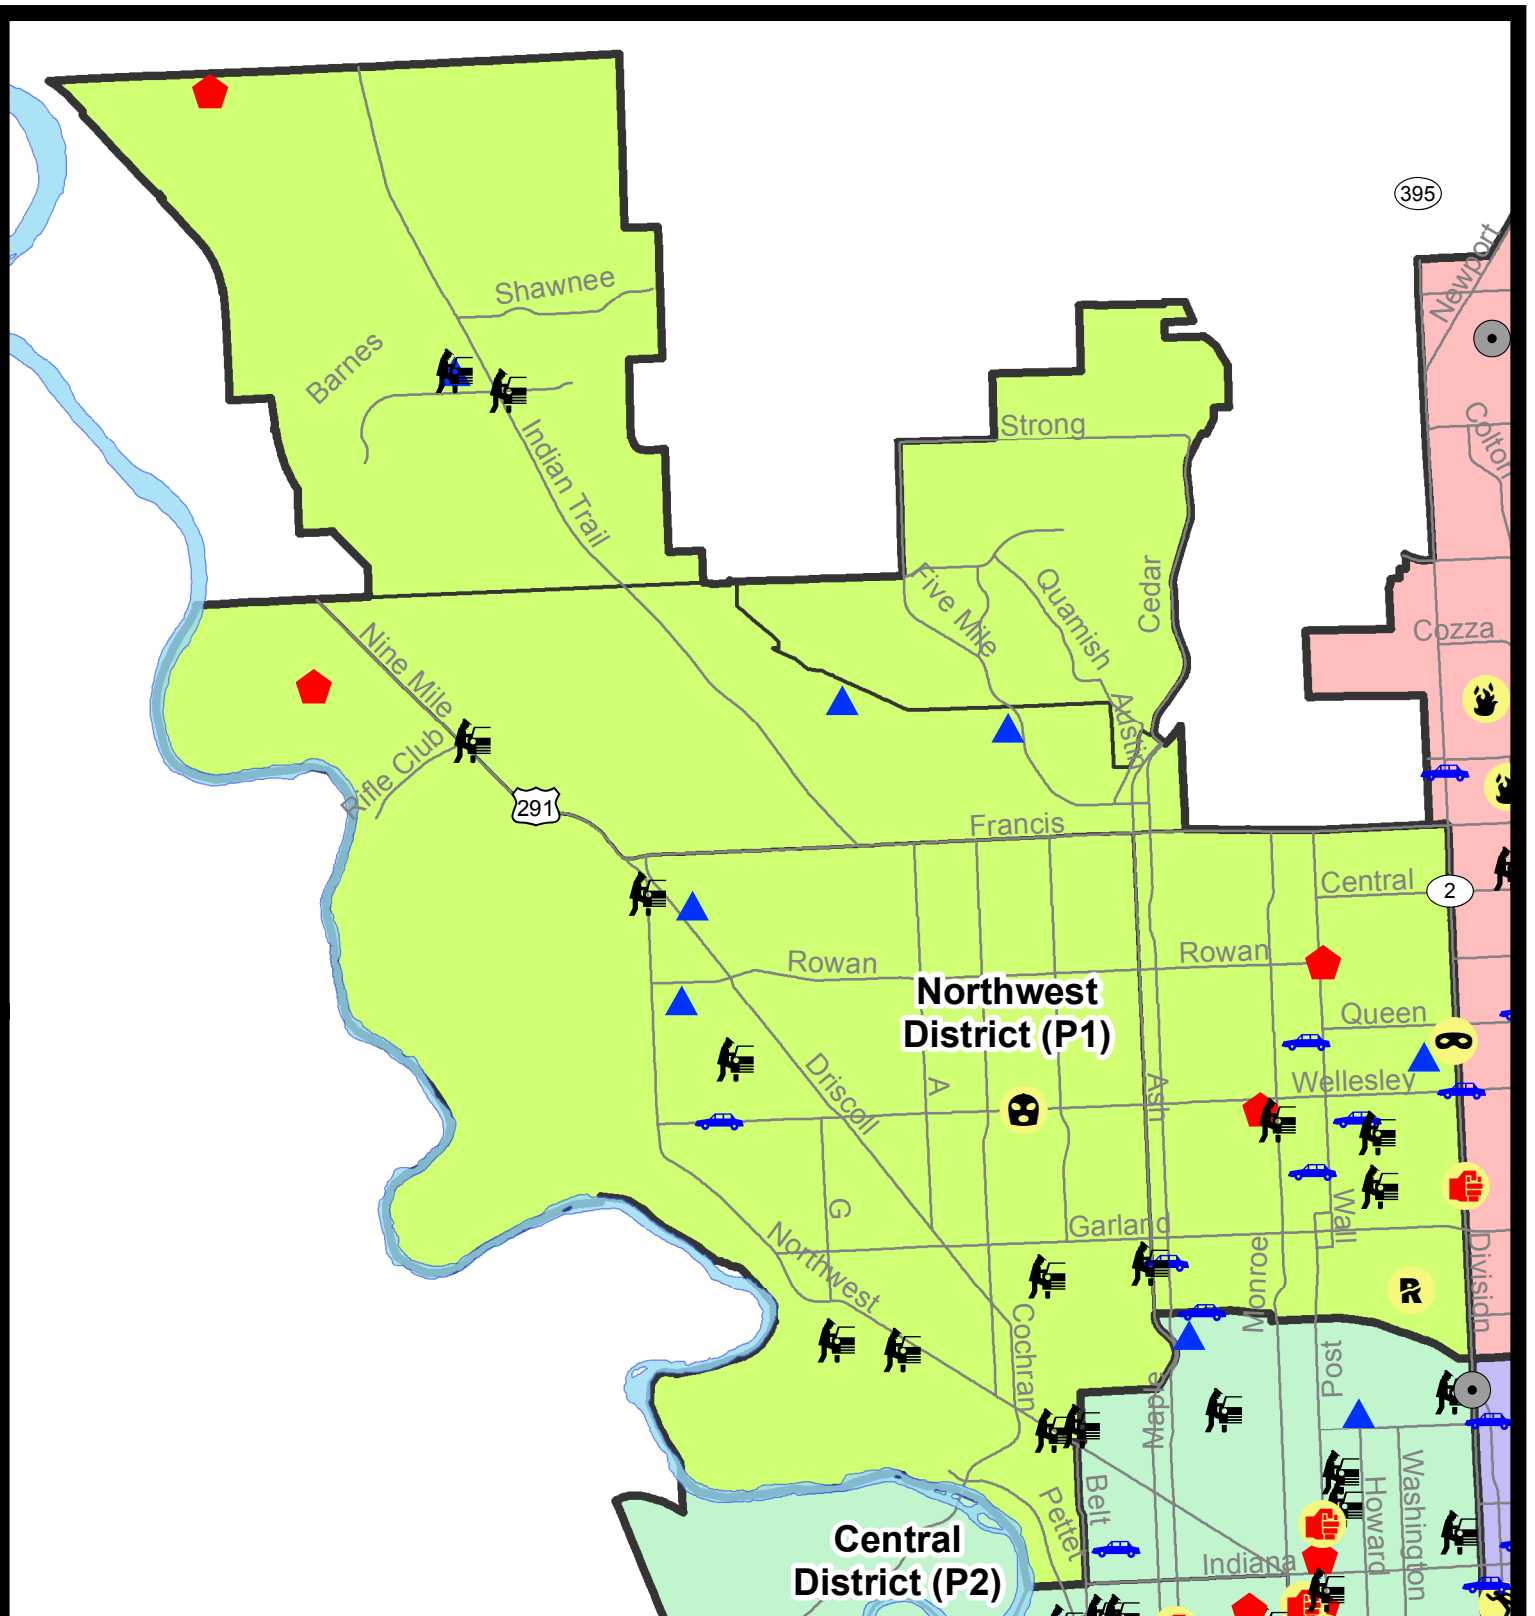 395
Newport
Shawnee
Barnes
Colton
Strong
Indian Trail
Five Mile
Quamish
Cedar
Cozza
Nine Mile
Austin
Rifle Club
291
Francis
Central
2
Rowan
Rowan
Northwest
District (P1)
Queen
Driscoll
A
Ash
Wellesley
G
Wall
Garland
Northwest
Monroe
Division
R
Cochran
Post
Maple
Belt
Howard
Washington
Pettet
Central
District (P2)
Indiana